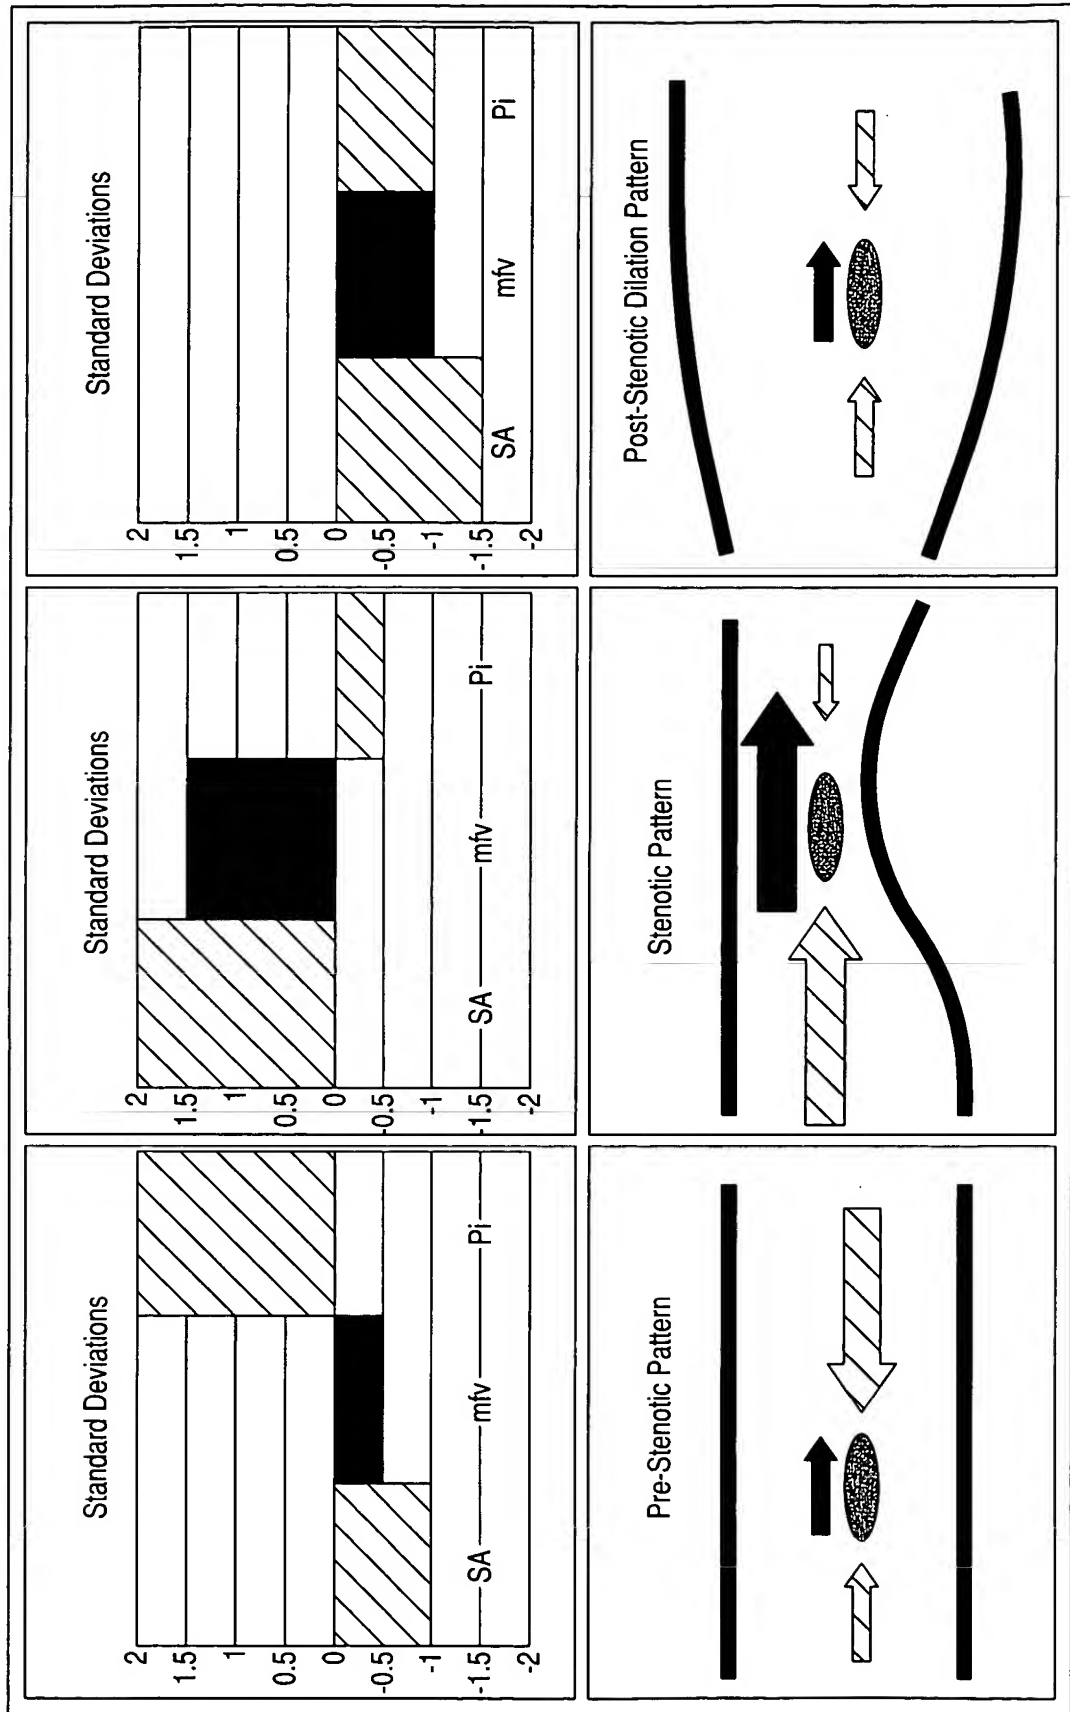 Standard Deviations
2
1.5
1
0.5
0
-0.5
-1
-1.5
-2
SA
mfv
Pi
Pre-Stenotic Pattern
Standard Deviations
2
1.5
1
0.5
0
-0.5
-1
-1.5
-2
SA
mfv
Pi
Stenotic Pattern
Standard Deviations
2
1.5
1
0.5
0
-0.5
-1
-1.5
-2
SA
mfv
Pi
Post-Stenotic Dilation Pattern